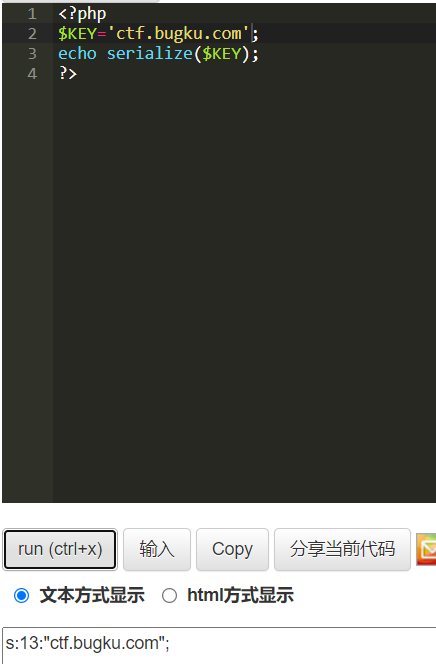 1 <?php
2 $KEY='ctf.bugku.com';
3 echo serialize($KEY);
4 ?>
run (ctrl+x) 输入 Copy 分享当前代码
文本方式显示 html方式显示
s:13:"ctf.bugku.com";